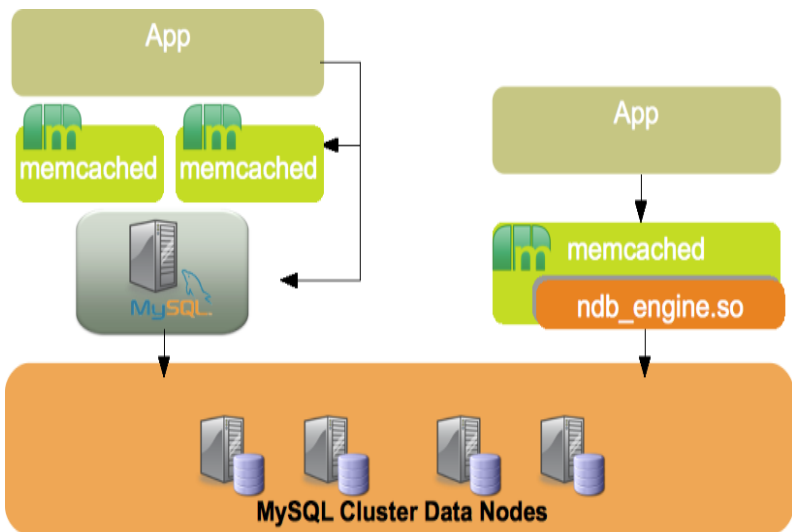 App
memcached
memcached
MySQL
App
memcached
ndb_engine.so
MySQL Cluster Data Nodes